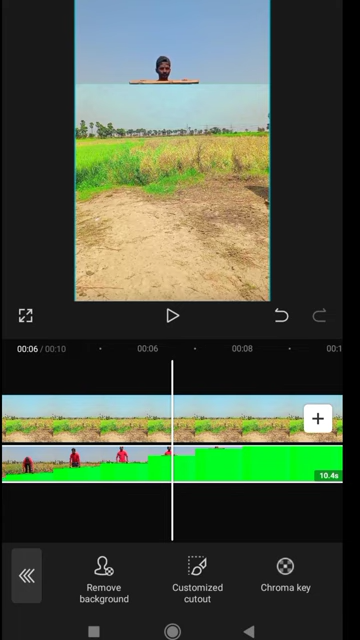 00:06 / 00:10
00:06
00:08
00:1
10.4s
Remove
background
Customized
cutout
Chroma key